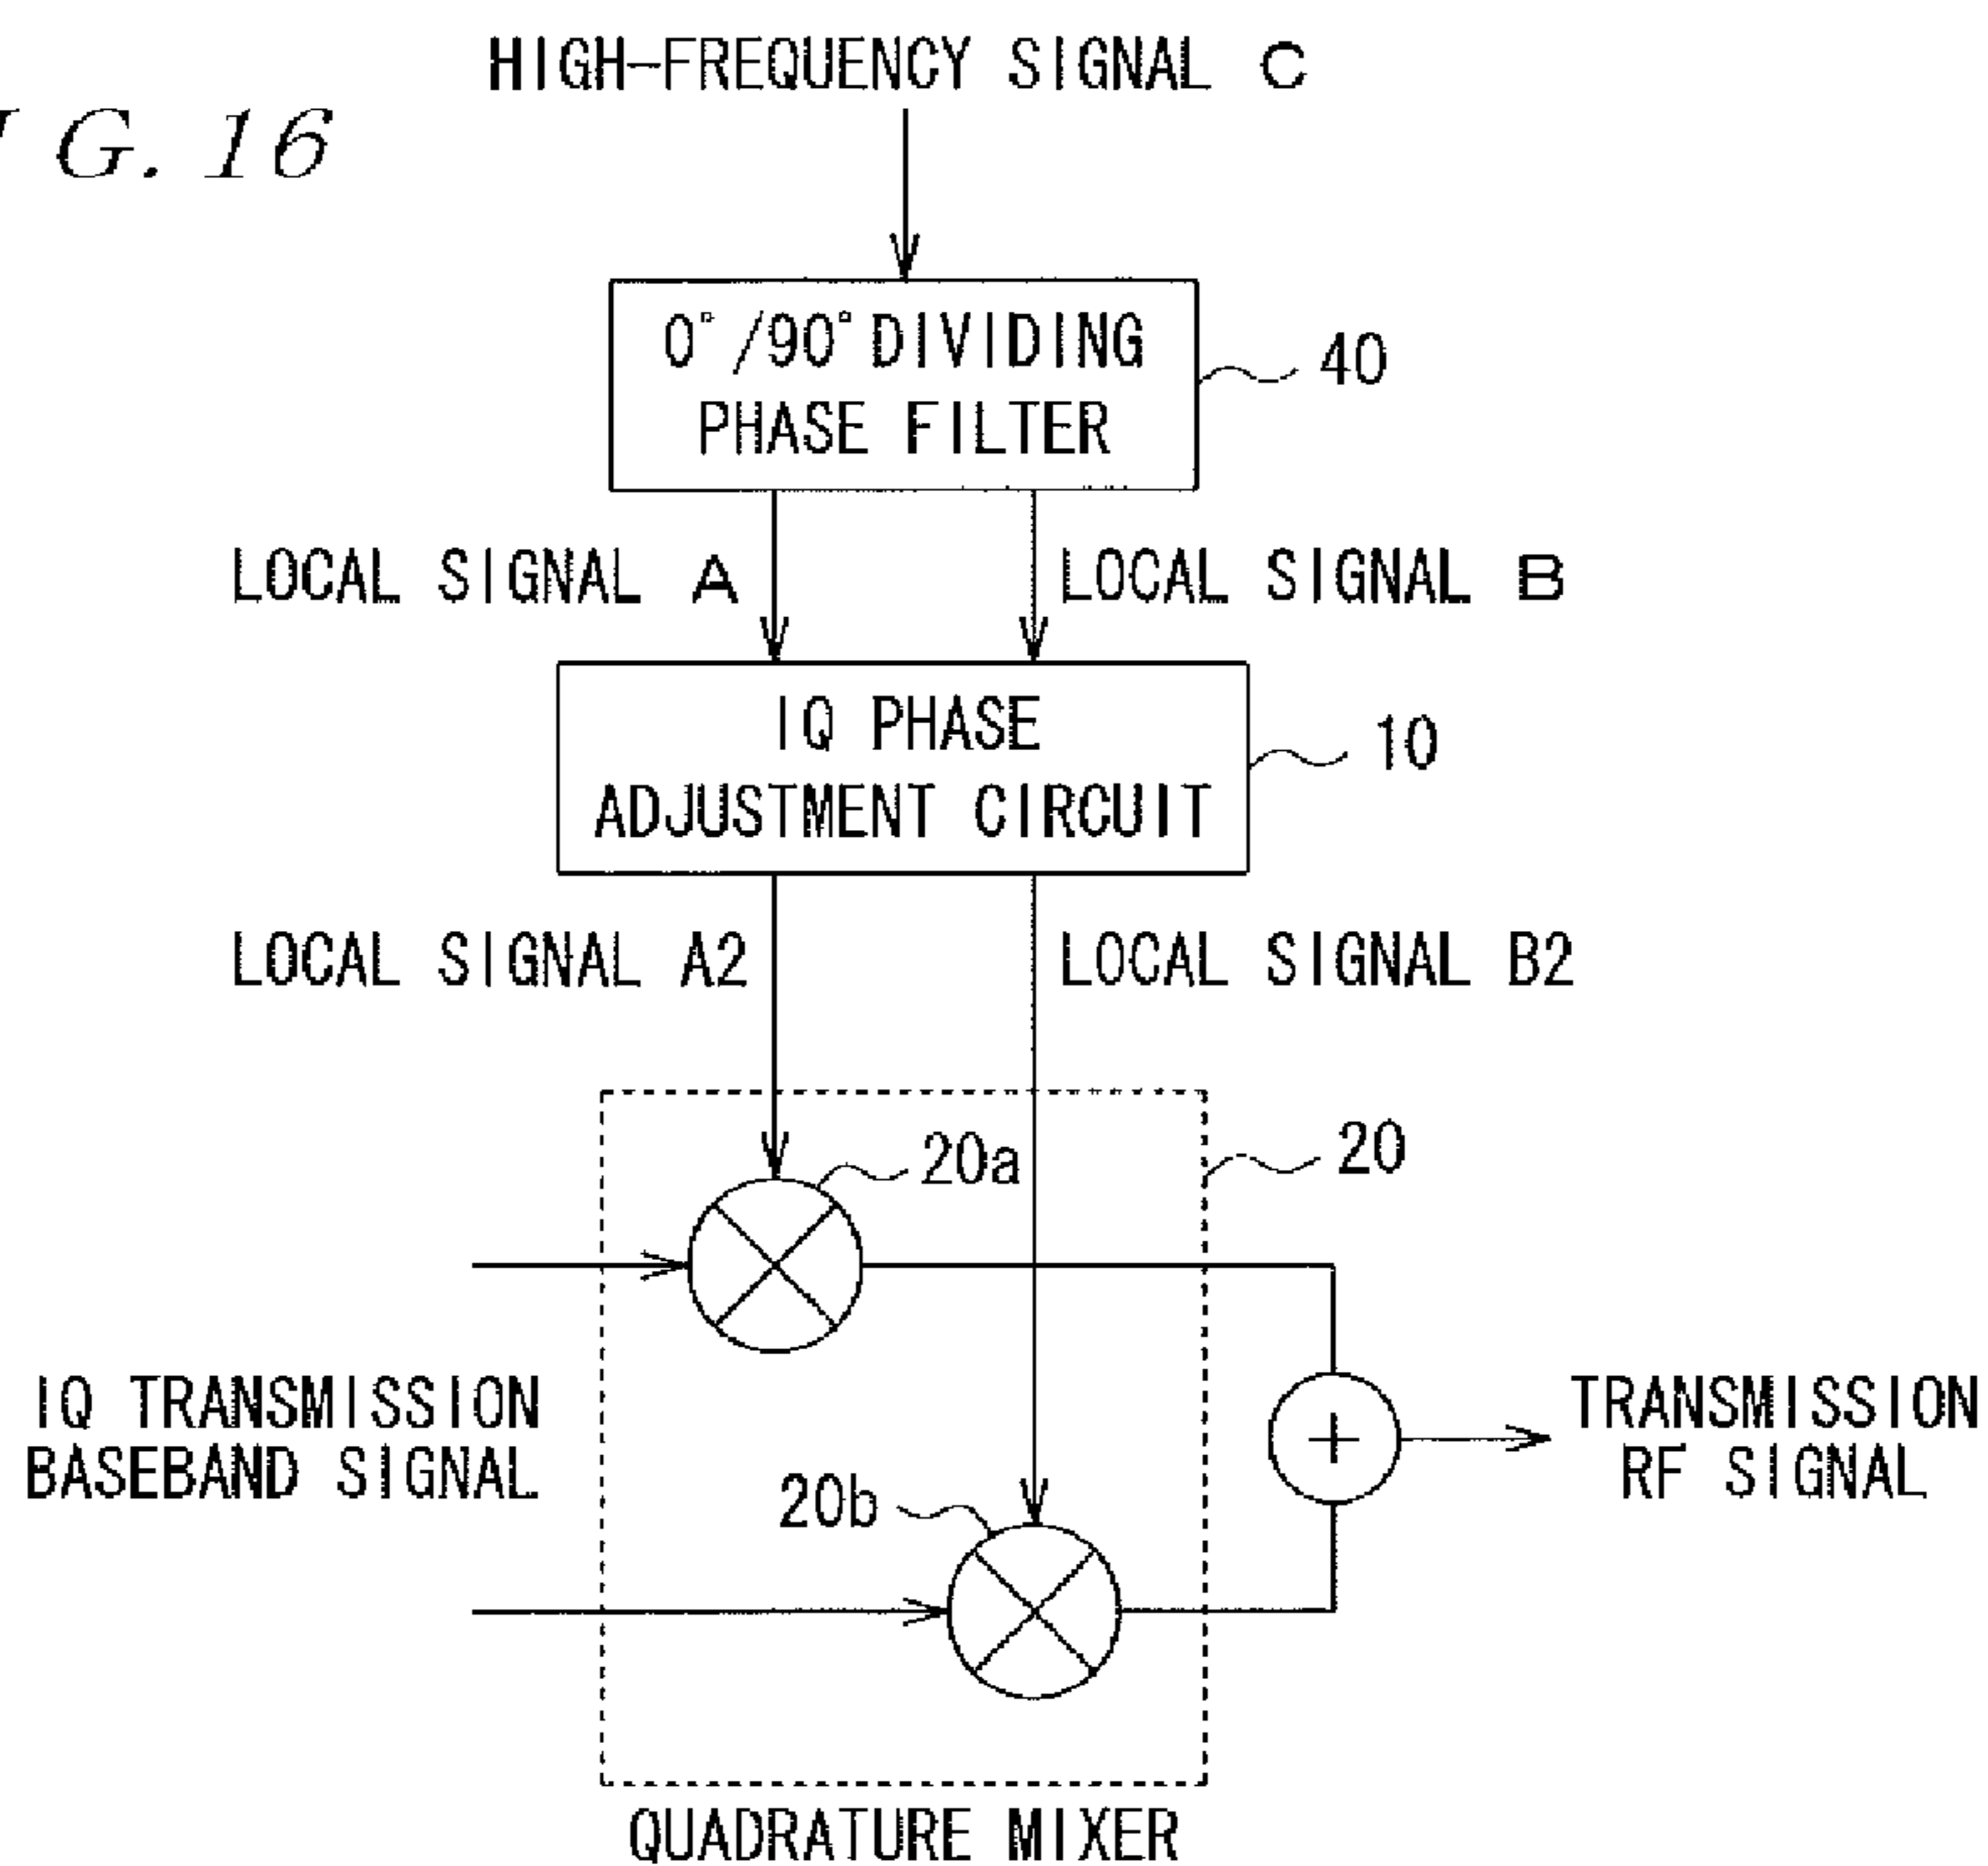 HIGH-FREQUENCY SIGNAL C
G. 16
0°/90° DIVIDING
PHASE FILTER
40
LOCAL SIGNAL A
LOCAL SIGNAL B
IQ PHASE
ADJUSTMENT CIRCUIT
10
LOCAL SIGNAL A2
LOCAL SIGNAL B2
20a
20
IQ TRANSMISSION
BASEBAND SIGNAL
+
TRANSMISSION
RF SIGNAL
20b
QUADRATURE MIXER